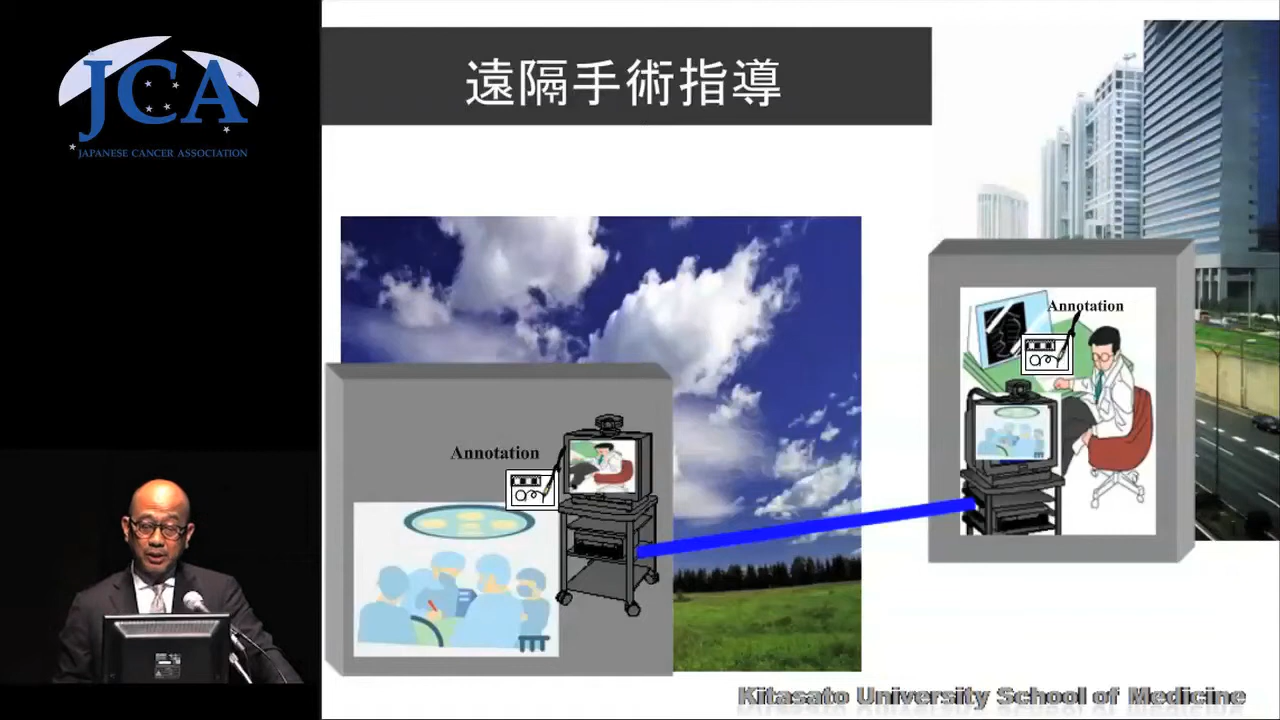 JCA
JAPANESE CANCER ASSOCIATION
遠隔手術指導
Annotation
Annotation
Kitasato University School of Medicine